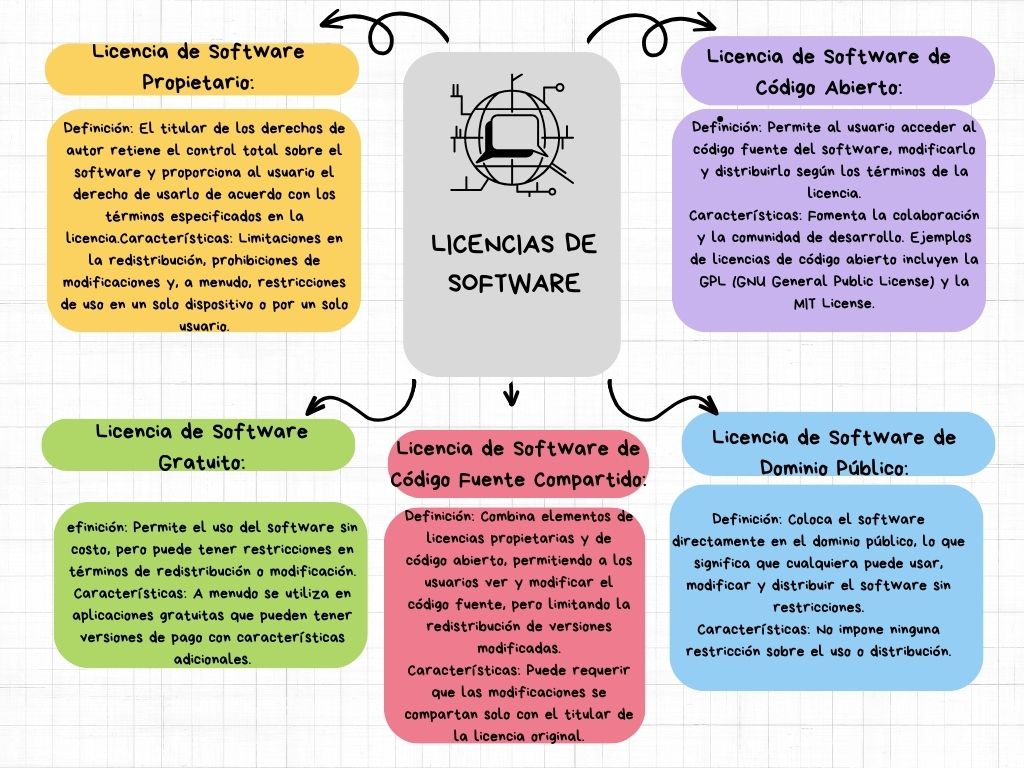 LICENCIAS DE
SOFTWARE
Licencia de Software
Propietario:
Definición: El titular de los derechos de
autor retiene el control total sobre el
software y proporciona al usuario el
derecho de usarlo de acuerdo con los
términos especificados en la
licencia.Características: Limitaciones en
la redistribución, prohibiciones de
modificaciones y, a menudo, restricciones
de uso en un solo dispositivo o por un solo
usuario.
Licencia de Software de
Código Abierto:
Definición: Permite al usuario acceder al
código fuente del software, modificarlo
y distribuirlo según los términos de la
licencia.
Características: Fomenta la colaboración
y la comunidad de desarrollo. Ejemplos
de licencias de código abierto incluyen la
GPL (GNU General Public License) y la
MIT License.
Licencia de Software
Gratuito:
efinición: Permite el uso del software sin
costo, pero puede tener restricciones en
términos de redistribución o modificación.
Características: A menudo se utiliza en
aplicaciones gratuitas que pueden tener
versiones de pago con características
adicionales.
Licencia de Software de
Código Fuente Compartido:
Definición: Combina elementos de
licencias propietarias y de
código abierto, permitiendo a los
usuarios ver y modificar el
código fuente, pero limitando la
redistribución de versiones
modificadas.
Características: Puede requerir
que las modificaciones se
compartan solo con el titular de
la licencia original.
Licencia de Software de
Dominio Público:
Definición: Coloca el software
directamente en el dominio público, lo que
significa que cualquiera puede usar,
modificar y distribuir el software sin
restricciones.
Características: No impone ninguna
restricción sobre el uso o distribución.